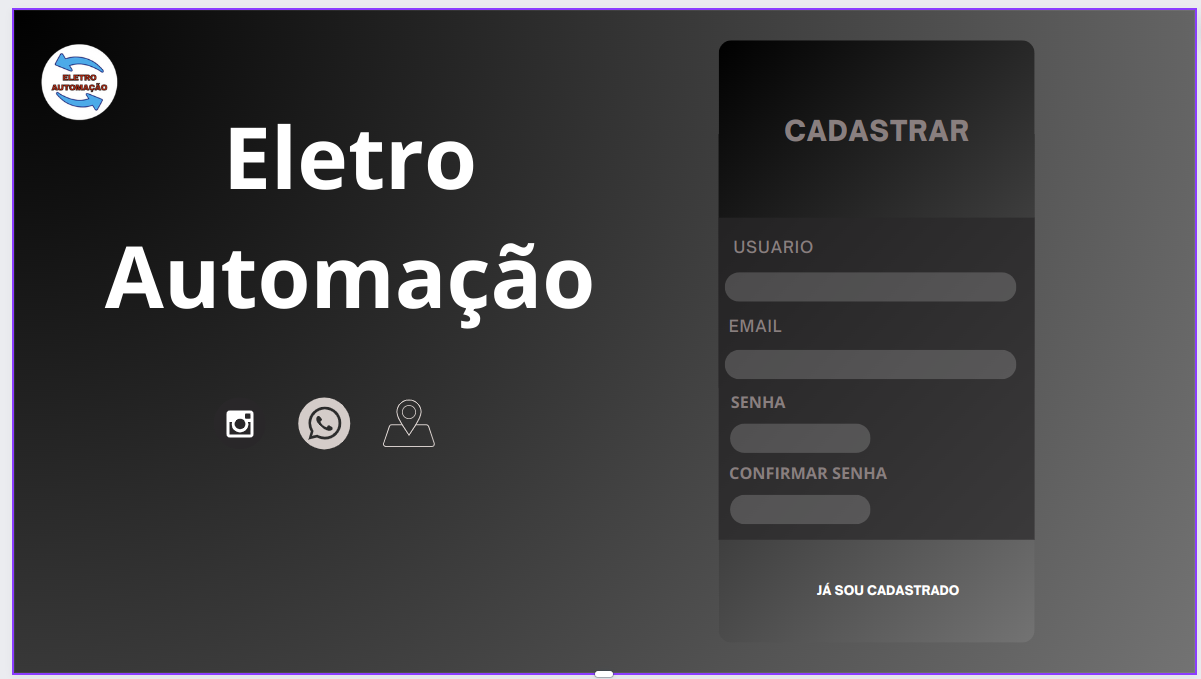 ELETRO
AUTOMAÇÃO
Eletro
Automação
CADASTRAR
USUARIO
EMAIL
SENHA
CONFIRMAR SENHA
JÁ SOU CADASTRADO